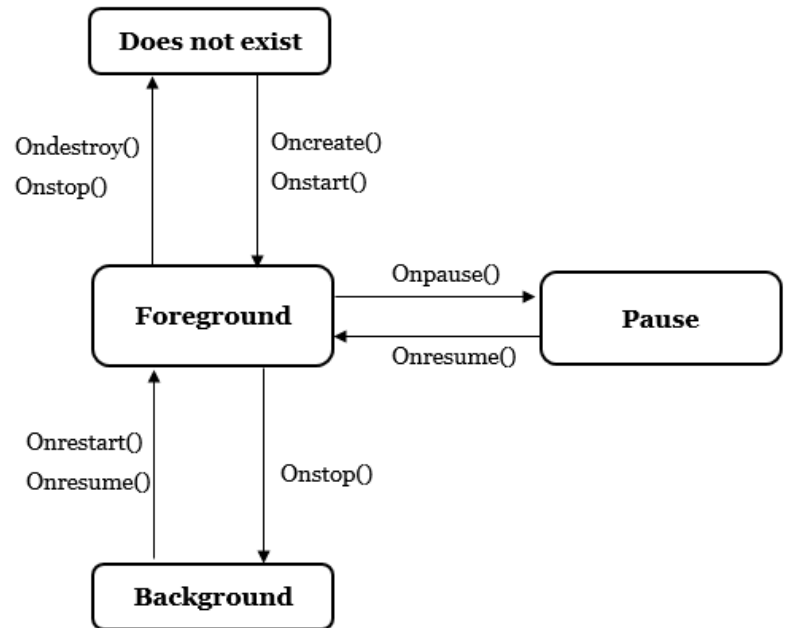 Does not exist
Ondestroy()
Onstop()
Oncreate()
Onstart()
Foreground
Onpause()
Onresume()
Pause
Onrestart()
Onresume()
Onstop()
Background